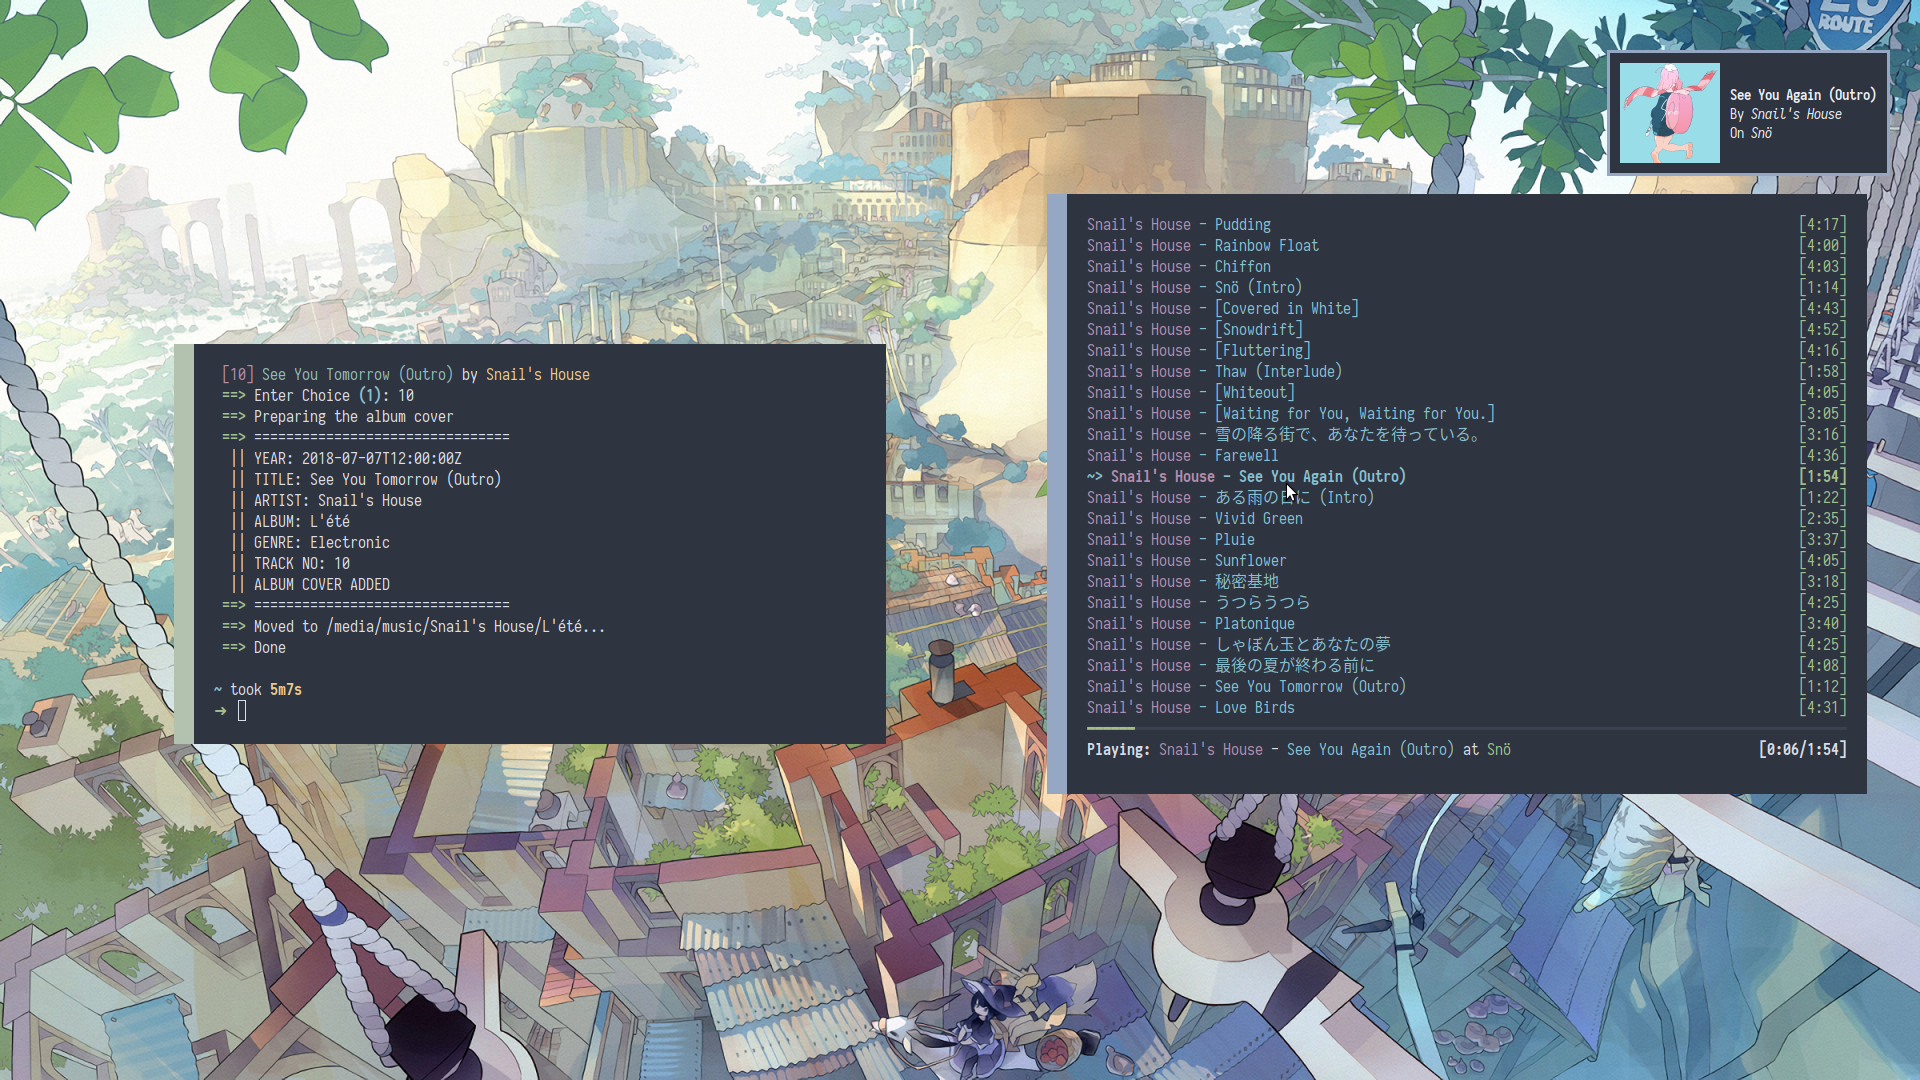 ROUTE
See You Again (Outro)
By Snail's House
On Snö
[10] See You Tomorrow (Outro) by Snail's House
==> Enter Choice (1): 10
==> Preparing the album cover
==> ================================
|| YEAR: 2018-07-07T12:00:00Z
|| TITLE: See You Tomorrow (Outro)
|| ARTIST: Snail's House
|| ALBUM: L'été
|| GENRE: Electronic
|| TRACK NO: 10
|| ALBUM COVER ADDED
==> ================================
==> Moved to /media/music/Snail's House/L'été...
==> Done
~ took 5m7s
→
Snail's House - Pudding [4:17]
Snail's House - Rainbow Float [4:00]
Snail's House - Chiffon [4:03]
Snail's House - Snö (Intro) [1:14]
Snail's House - [Covered in White] [4:43]
Snail's House - [Snowdrift] [4:52]
Snail's House - [Fluttering] [4:16]
Snail's House - Thaw (Interlude) [1:58]
Snail's House - [Whiteout] [4:05]
Snail's House - [Waiting for You, Waiting for You.] [3:05]
Snail's House - 雪の降る街で、あなたを待っている。 [3:16]
Snail's House - Farewell [4:36]
~> Snail's House - See You Again (Outro) [1:54]
Snail's House - ある雨の日に (Intro) [1:22]
Snail's House - Vivid Green [2:35]
Snail's House - Pluie [3:37]
Snail's House - Sunflower [4:05]
Snail's House - 秘密基地 [3:18]
Snail's House - うつらうつら [4:25]
Snail's House - Platonique [3:40]
Snail's House - しゃぼん玉とあなたの夢 [4:25]
Snail's House - 最後の夏が終わる前に [4:08]
Snail's House - See You Tomorrow (Outro) [1:12]
Snail's House - Love Birds [4:31]
Playing: Snail's House - See You Again (Outro) at Snö [0:06/1:54]